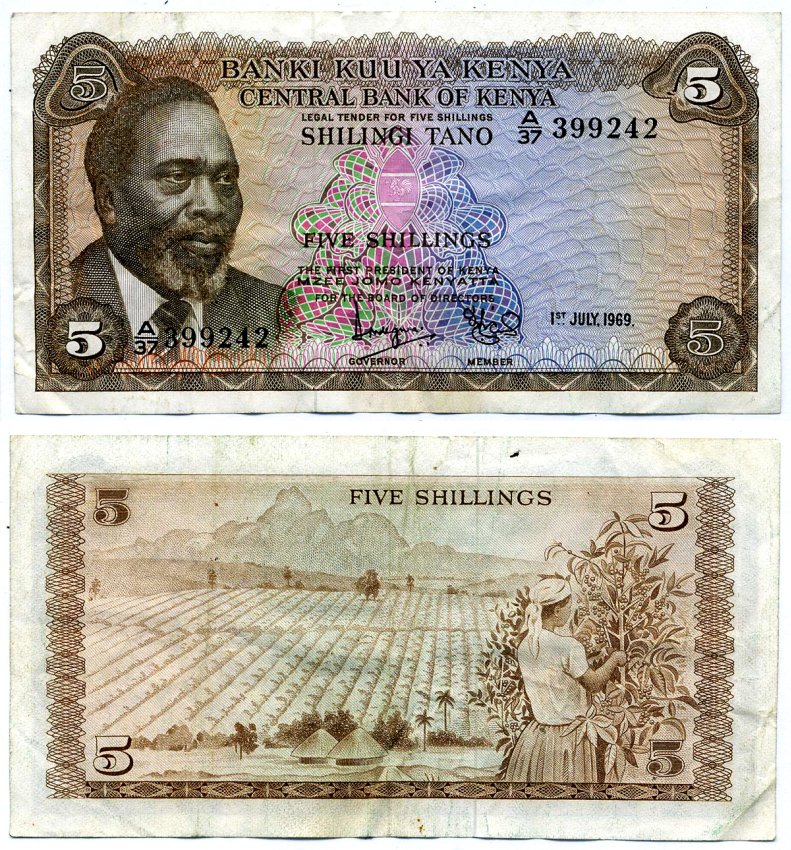 5 5
BANKI KUU YA KENYA
CENTRAL BANK OF KENYA
LEGAL TENDER FOR FIVE SHILLINGS
SHILINGI TANO
A/37 399242
FIVE SHILLINGS
THE FIRST PRESIDENT OF KENYA
MZEE JOMO KENYATTA
FOR THE BOARD OF DIRECTORS
A/37 399242
1ST JULY, 1969.
GOVERNOR MEMBER
5 5
5 FIVE SHILLINGS 5
5 5